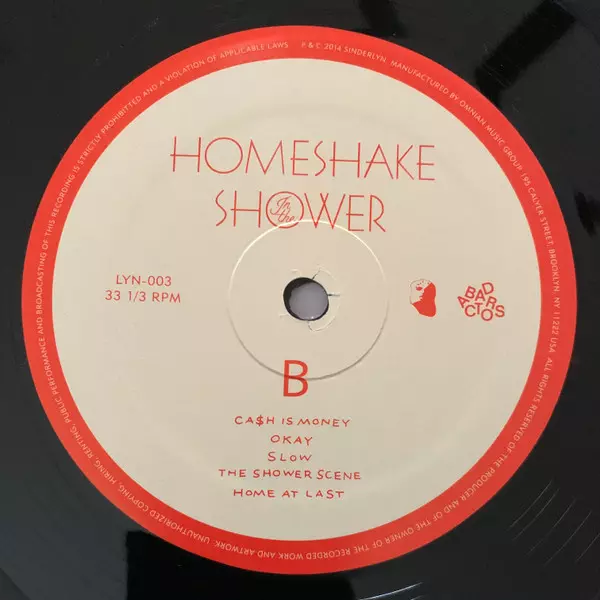 P & C 2014 SINDERLYN, MANUFACTURED BY OMNIAN MUSIC GROUP 195 CALYER STREET, BROOKLYN, NY 11222 USA. ALL RIGHTS RESERVED OF THE PRODUCER AND OF THE OWNER OF THE RECORDED WORK AND ARTWORK. UNAUTHORIZED COPYING, HIRING, RENTING, PUBLIC PERFORMANCE AND BROADCASTING OF THIS RECORDING IS STRICTLY PROHIBITTED AND A VIOLATION OF APPLICABLE LAWS
HOMESHAKE
In the
SHOWER
LYN-003
33 1/3 RPM
BAD
ACTORS
B
CA$H IS MONEY
OKAY
SLOW
THE SHOWER SCENE
HOME AT LAST